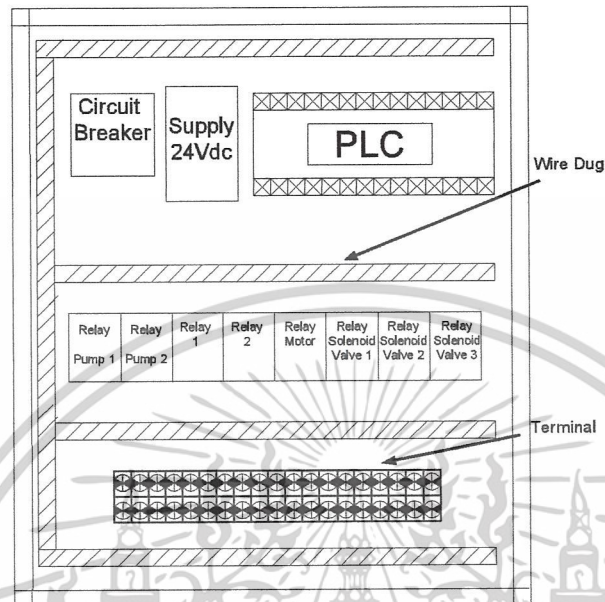 Circuit
Breaker
Supply
24Vdc
PLC
Wire Dug
Relay
Pump 1
Relay
Pump 2
Relay
1
Relay
2
Relay
Motor
Relay
Solenoid
Valve 1
Relay
Solenoid
Valve 2
Relay
Solenoid
Valve 3
Terminal